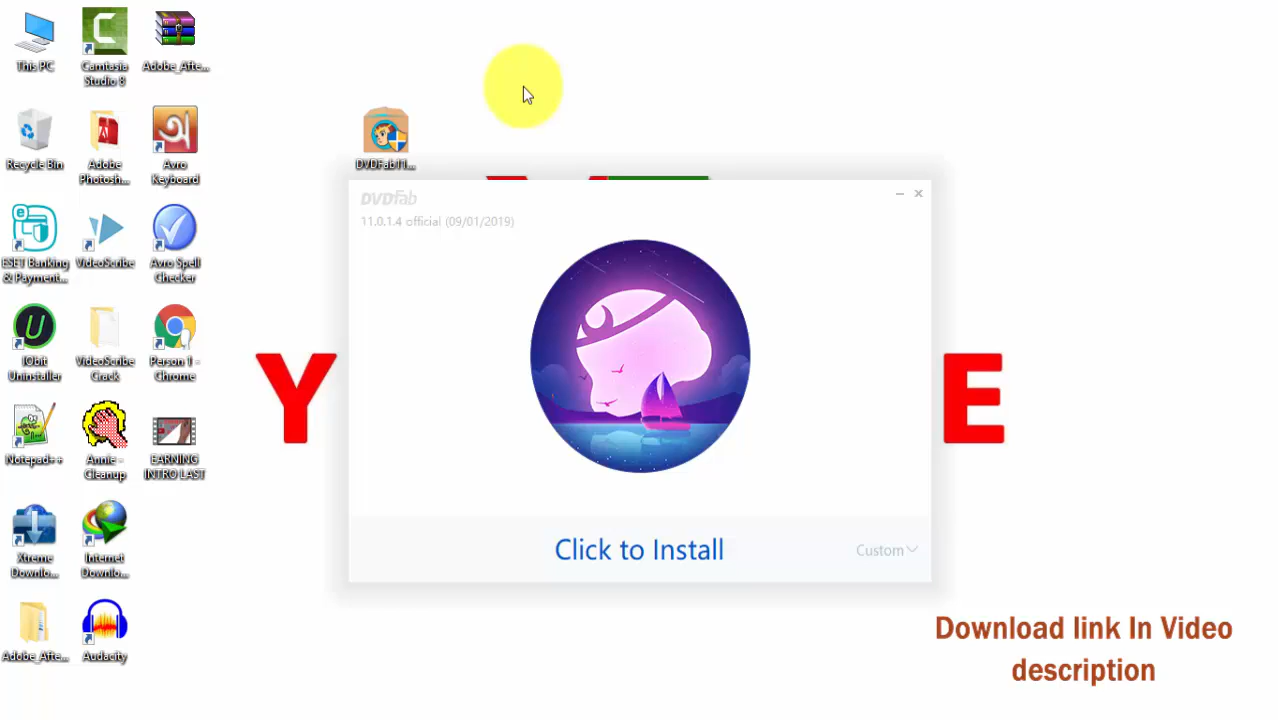 This PC
Camtasia
Studio 8
Adobe_Afte...
Recycle Bin
Adobe
Photosh...
Avro
Keyboard
DVDFab11...
ESET Banking
& Payment...
VideoScribe
Avro Spell
Checker
IObit
Uninstaller
VideoScribe
Crack
Person 1 -
Chrome
Notepad++
Annie -
Cleanup
EARNING
INTRO LAST
Xtreme
Downlo...
Internet
Downlo...
Adobe_Afte...
Audacity
DVDfab
11.0.1.4 official (09/01/2019)
Y
E
Click to Install
Custom
Download link In Video
description